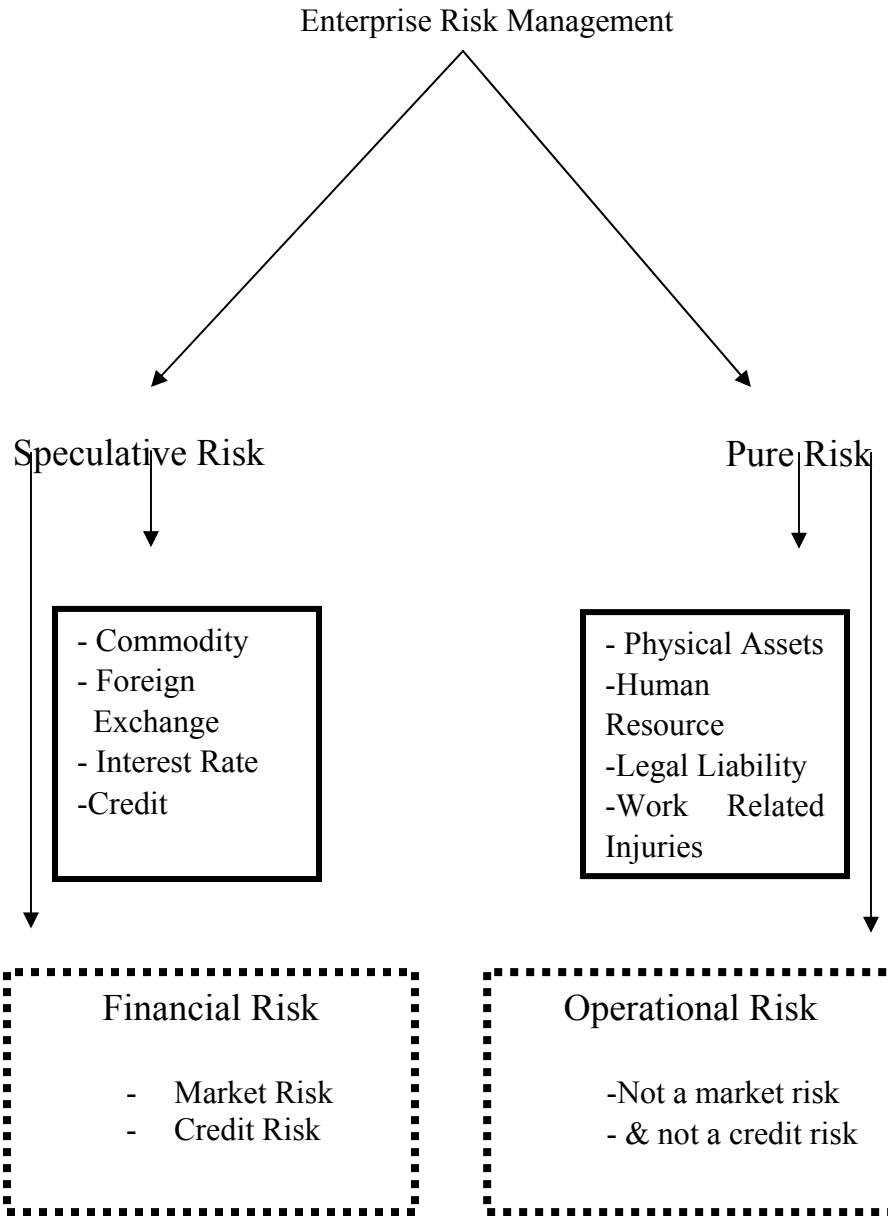 Enterprise Risk Management
Speculative Risk
Pure Risk
- Commodity
- Foreign
Exchange
- Interest Rate
-Credit
- Physical Assets
-Human
Resource
-Legal Liability
-Work Related
Injuries
Financial Risk
- Market Risk
- Credit Risk
Operational Risk
-Not a market risk
- & not a credit risk